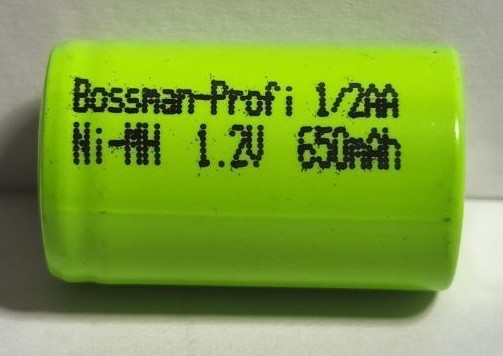 Bossman-Profi 1/2AA
Ni-MH 1.2V 650mAh